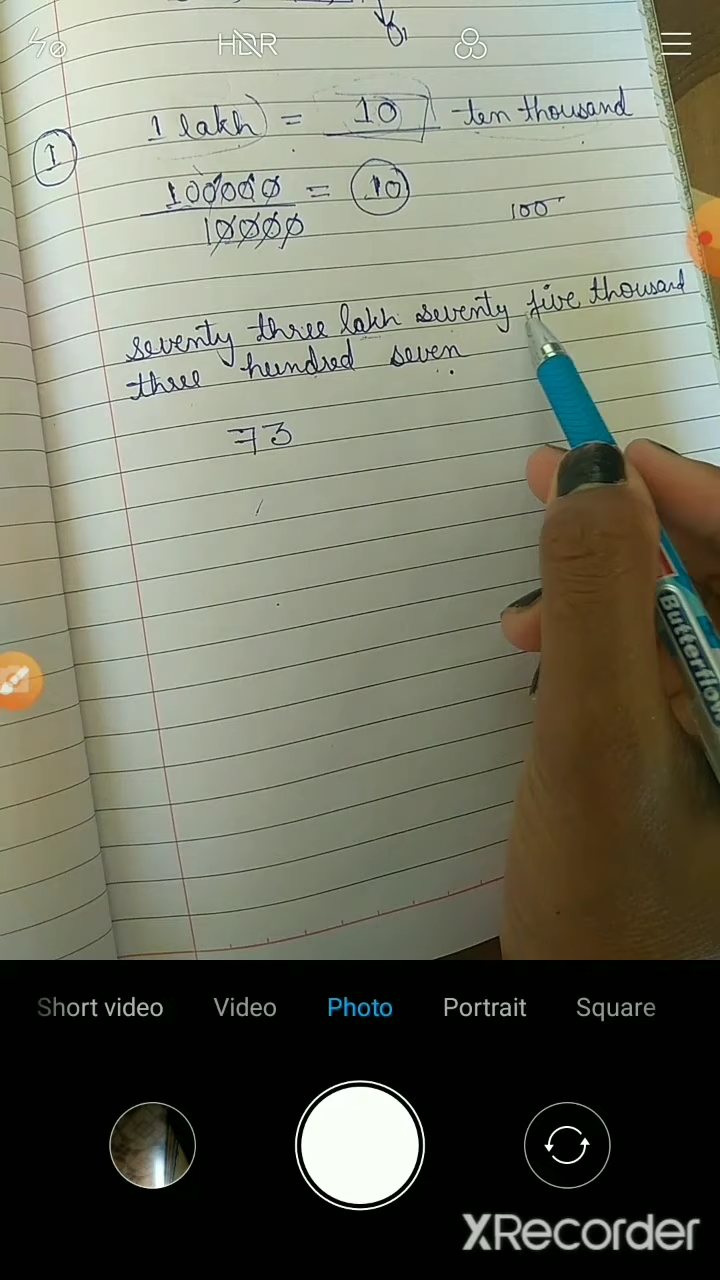 HDR
1 lakh = 10 ten thousand
1
100000 = 10
10000
100
seventy three lakh seventy five thousand
three hundred seven
73
Butterflow
Short video Video Photo Portrait Square
XRecorder